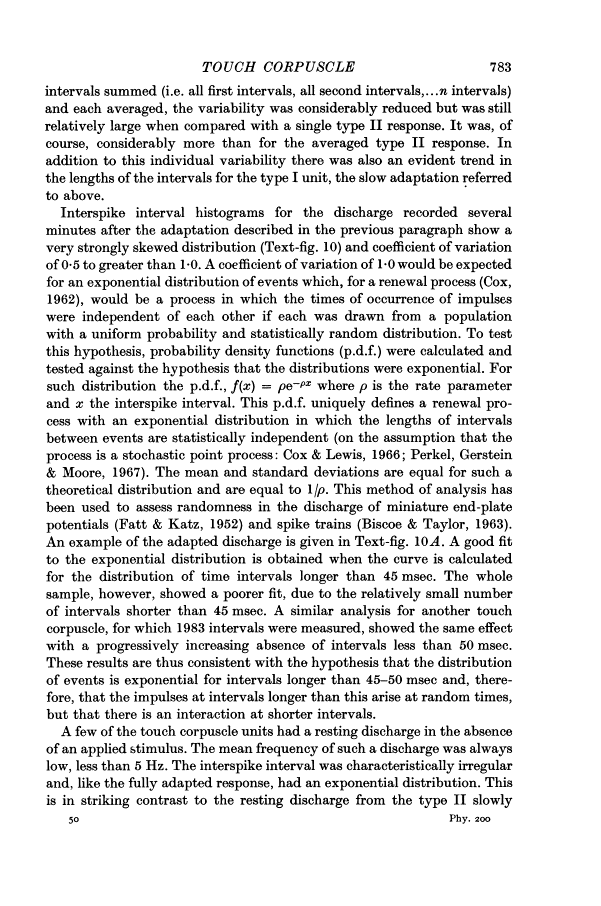 TOUCH CORPUSCLE 783
intervals summed (i.e. all first intervals, all second intervals,...n intervals)
and each averaged, the variability was considerably reduced but was still
relatively large when compared with a single type II response. It was, of
course, considerably more than for the averaged type II response. In
addition to this individual variability there was also an evident trend in
the lengths of the intervals for the type I unit, the slow adaptation referred
to above.
Interspike interval histograms for the discharge recorded several
minutes after the adaptation described in the previous paragraph show a
very strongly skewed distribution (Text-fig. 10) and coefficient of variation
of 0·5 to greater than 1·0. A coefficient of variation of 1·0 would be expected
for an exponential distribution of events which, for a renewal process (Cox,
1962), would be a process in which the times of occurrence of impulses
were independent of each other if each was drawn from a population
with a uniform probability and statistically random distribution. To test
this hypothesis, probability density functions (p.d.f.) were calculated and
tested against the hypothesis that the distributions were exponential. For
such distribution the p.d.f., f(x) = ρe⁻ρˣ where ρ is the rate parameter
and x the interspike interval. This p.d.f. uniquely defines a renewal pro-
cess with an exponential distribution in which the lengths of intervals
between events are statistically independent (on the assumption that the
process is a stochastic point process: Cox & Lewis, 1966; Perkel, Gerstein
& Moore, 1967). The mean and standard deviations are equal for such a
theoretical distribution and are equal to 1/ρ. This method of analysis has
been used to assess randomness in the discharge of miniature end-plate
potentials (Fatt & Katz, 1952) and spike trains (Biscoe & Taylor, 1963).
An example of the adapted discharge is given in Text-fig. 10A. A good fit
to the exponential distribution is obtained when the curve is calculated
for the distribution of time intervals longer than 45 msec. The whole
sample, however, showed a poorer fit, due to the relatively small number
of intervals shorter than 45 msec. A similar analysis for another touch
corpuscle, for which 1983 intervals were measured, showed the same effect
with a progressively increasing absence of intervals less than 50 msec.
These results are thus consistent with the hypothesis that the distribution
of events is exponential for intervals longer than 45–50 msec and, there-
fore, that the impulses at intervals longer than this arise at random times,
but that there is an interaction at shorter intervals.
A few of the touch corpuscle units had a resting discharge in the absence
of an applied stimulus. The mean frequency of such a discharge was always
low, less than 5 Hz. The interspike interval was characteristically irregular
and, like the fully adapted response, had an exponential distribution. This
is in striking contrast to the resting discharge from the type II slowly
50 Phy. 200